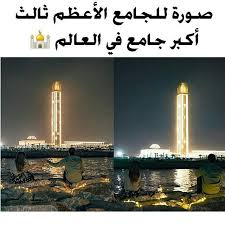 صورة للجامع الأعظم ثالث
أكبر جامع في العالم 🕌